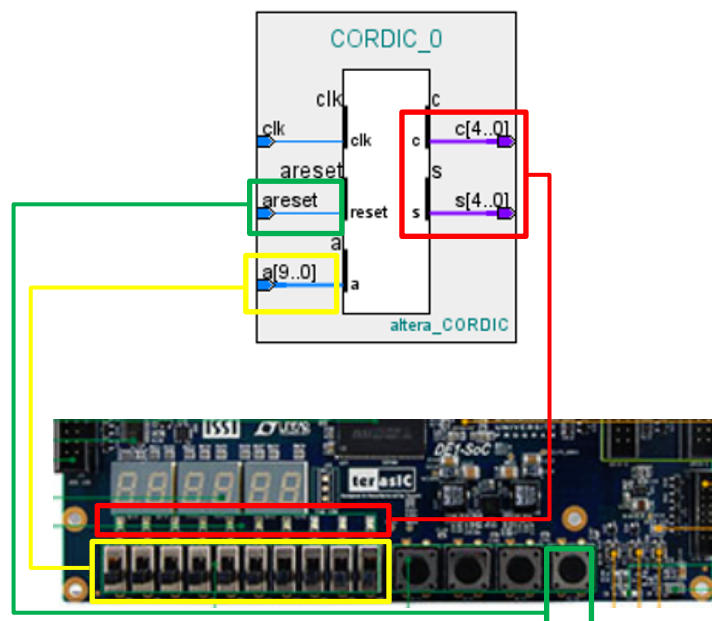 CORDIC_0
clk
c
clk
clk
c
c[4..0]
areset
s
areset
reset
s
s[4..0]
a
a[9..0]
a
altera_CORDIC
ISSI
DE1-SoC
terasIC